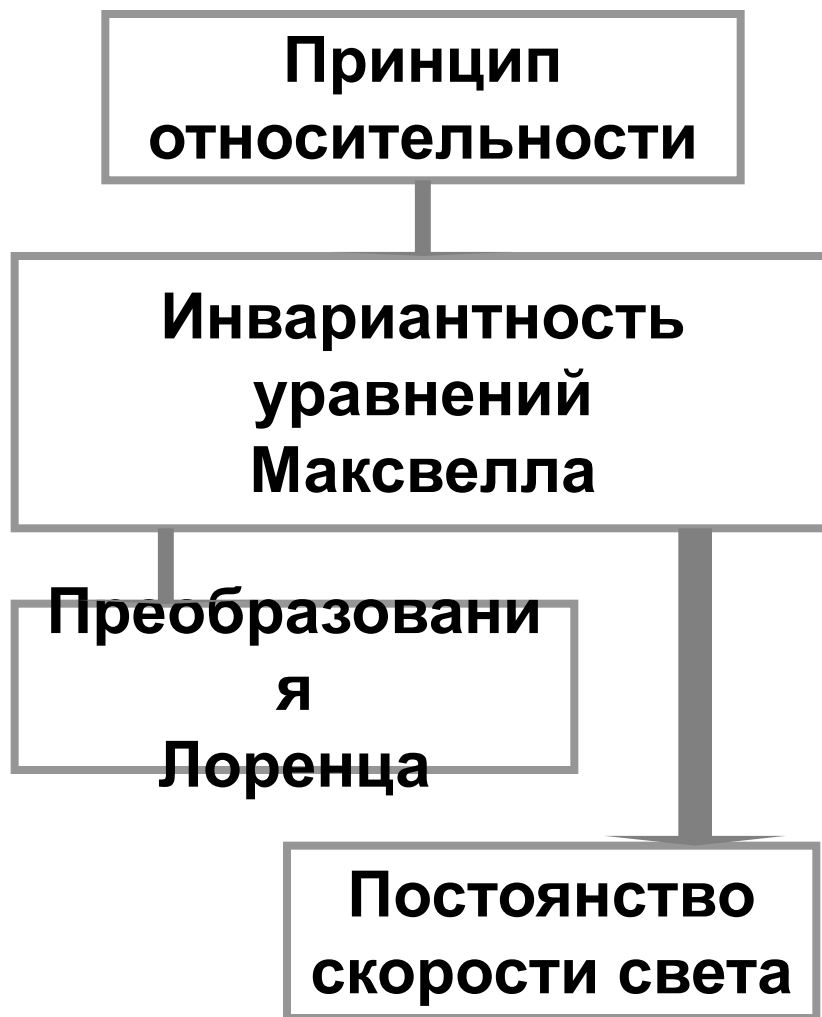 Принцип
относительности
Инвариантность
уравнений
Максвелла
Преобразовани
я
Лоренца
Постоянство
скорости света